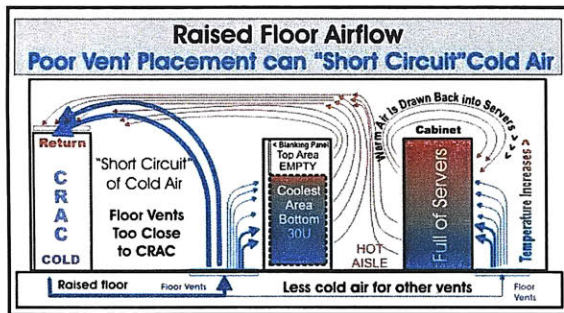 Raised Floor Airflow
Poor Vent Placement can "Short Circuit"Cold Air
Return
CRAC
COLD
"Short Circuit"
of Cold Air
Floor Vents
Too Close
to CRAC
< Blanking Panel
Top Area
EMPTY
Coolest
Area
Bottom
30U
HOT
AISLE
Warm Air is Drawn Back into Servers >>>>
Cabinet
Full of Servers
Temperature Increases >
Raised floor
Floor Vents
Less cold air for other vents
Floor
Vents